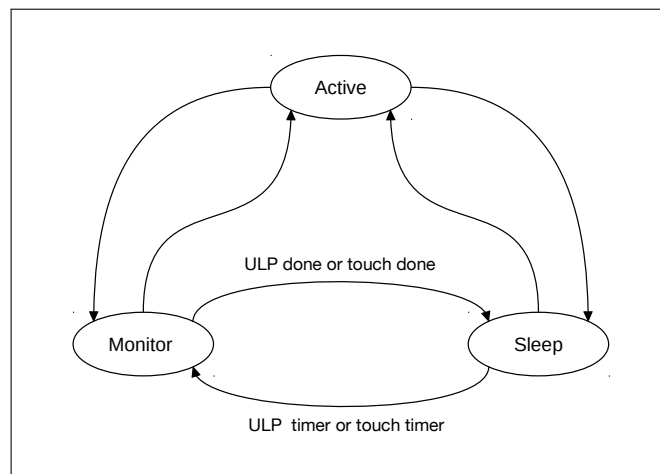 Active
ULP done or touch done
Monitor
Sleep
ULP timer or touch timer